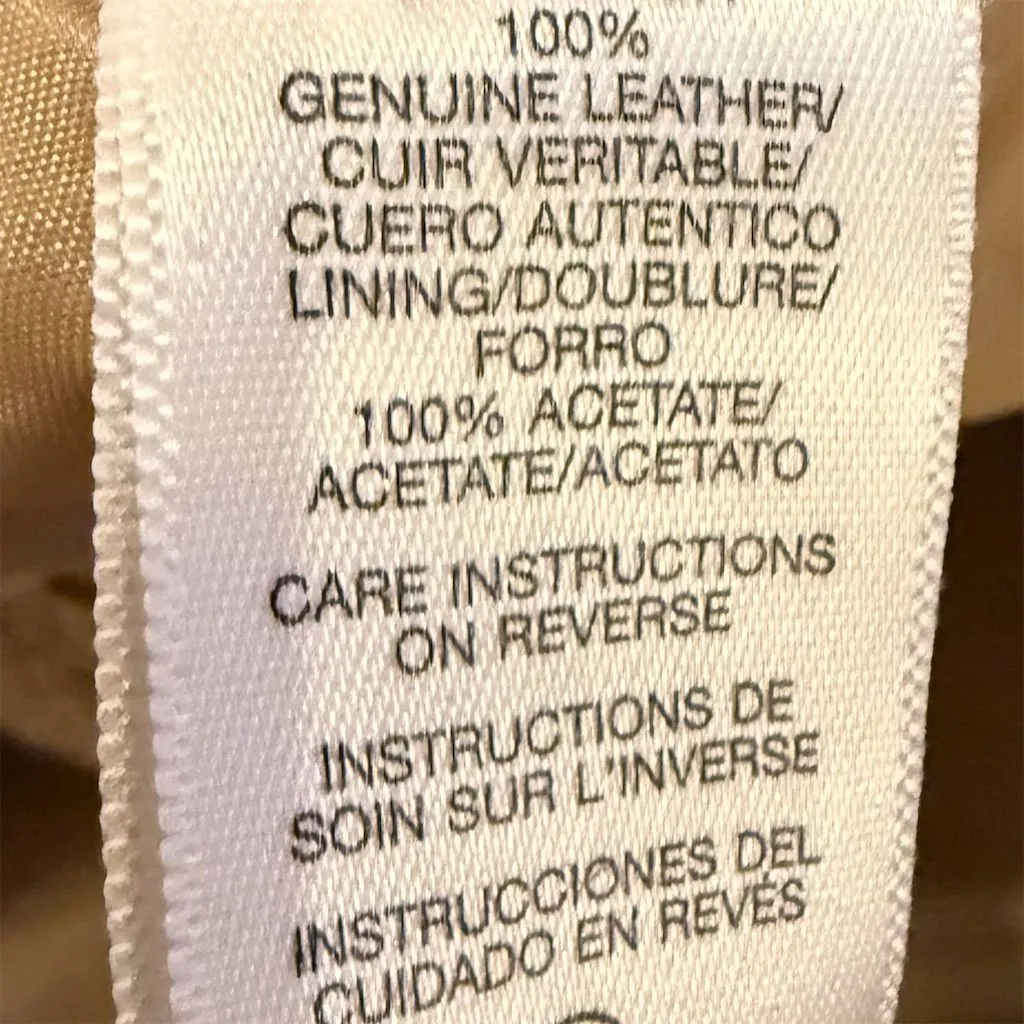 100%
GENUINE LEATHER/
CUIR VERITABLE/
CUERO AUTENTICO
LINING/DOUBLURE/
FORRO
100% ACETATE/
ACETATE/ACETATO
CARE INSTRUCTIONS
ON REVERSE
INSTRUCTIONS DE
SOIN SUR L'INVERSE
INSTRUCCIONES DEL
CUIDADO EN REVÉS